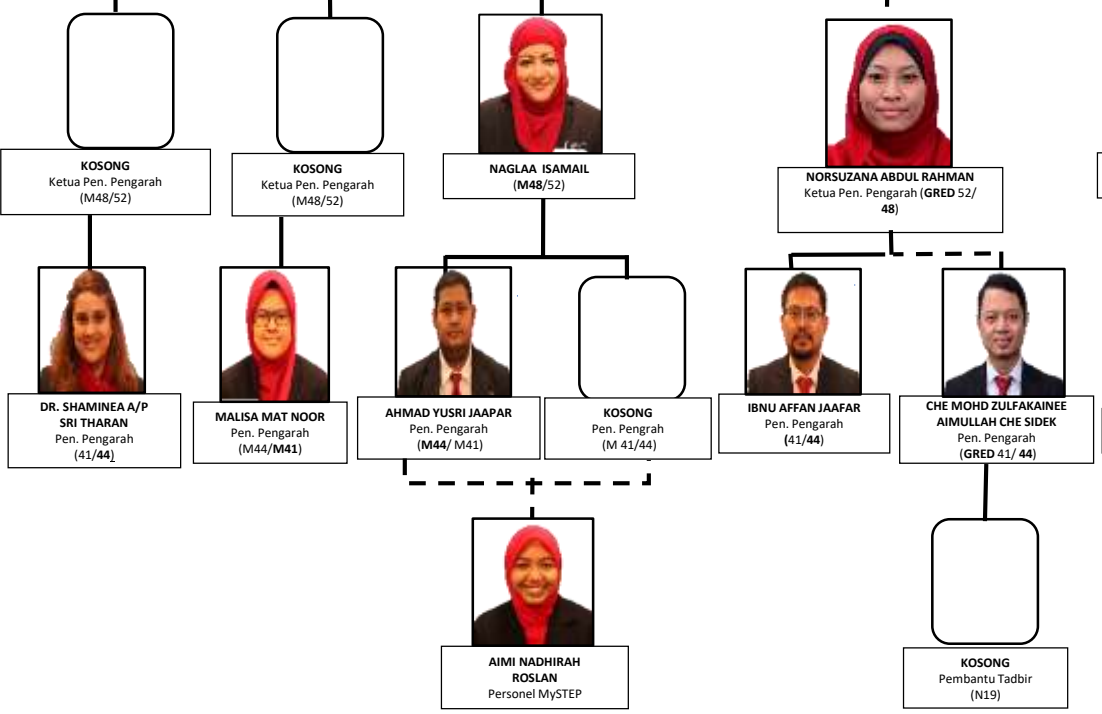 KOSONG
Ketua Pen. Pengarah
(M48/52)
KOSONG
Ketua Pen. Pengarah
(M48/52)
NAGLAA ISAMAIL
(M48/52)
NORSUZANA ABDUL RAHMAN
Ketua Pen. Pengarah (GRED 52/
48)
DR. SHAMINEA A/P
SRI THARAN
Pen. Pengarah
(41/44)
MALISA MAT NOOR
Pen. Pengarah
(M44/M41)
AHMAD YUSRI JAAPAR
Pen. Pengarah
(M44/ M41)
KOSONG
Pen. Pengrah
(M 41/44)
IBNU AFFAN JAAFAR
Pen. Pengarah
(41/44)
CHE MOHD ZULFAKAINEE
AIMULLAH CHE SIDEK
Pen. Pengarah
(GRED 41/ 44)
AIMI NADHIRAH
ROSLAN
Personel MySTEP
KOSONG
Pembantu Tadbir
(N19)